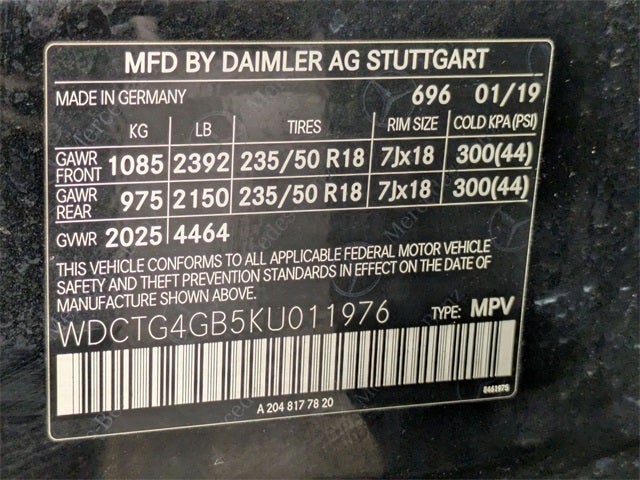 MFD BY DAIMLER AG STUTTGART
MADE IN GERMANY 696 01/19
KG LB TIRES RIM SIZE COLD KPA(PSI)
GAWR FRONT 1085 2392 235/50 R18 7Jx18 300(44)
GAWR REAR 975 2150 235/50 R18 7Jx18 300(44)
GWR 2025 4464
THIS VEHICLE CONFORMS TO ALL APPLICABLE FEDERAL MOTOR VEHICLE
SAFETY AND THEFT PREVENTION STANDARDS IN EFFECT ON THE DATE OF
MANUFACTURE SHOWN ABOVE.
WDCTG4GB5KU011976 TYPE: MPV
A 204 817 78 20
8461975